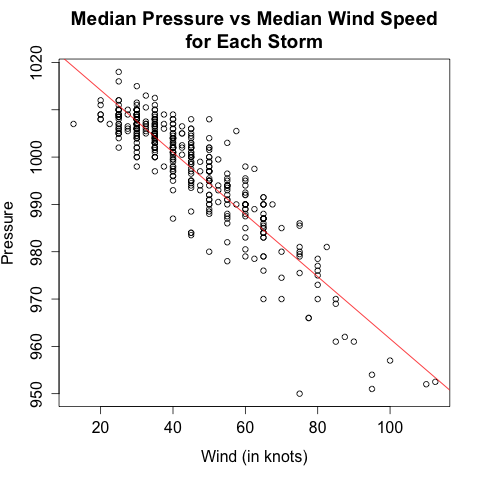 Median Pressure vs Median Wind Speed
for Each Storm
Pressure
1020
1000
990
980
970
960
950
20 40 60 80 100
Wind (in knots)